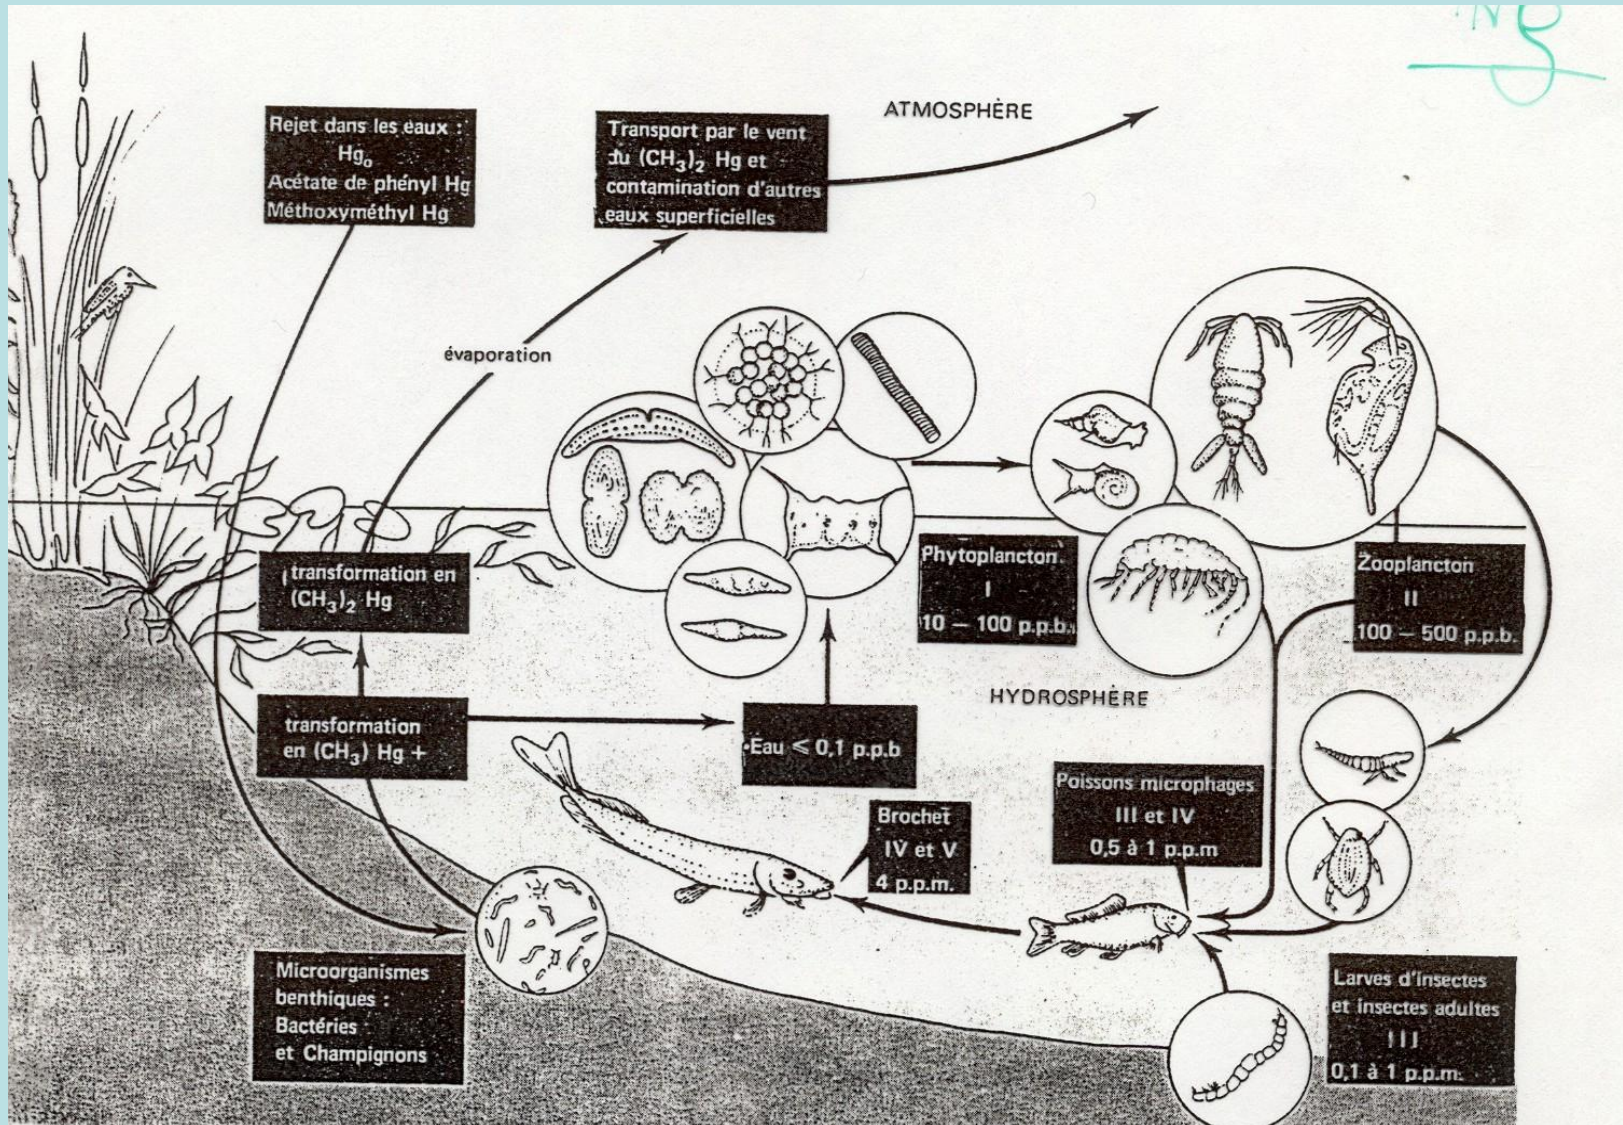 Hg
Rejet dans les eaux :
Hg₀
Acétate de phényl Hg
Méthoxyméthyl Hg
Transport par le vent
du (CH₃)₂ Hg et
contamination d'autres
eaux superficielles
ATMOSPHÈRE
évaporation
transformation en
(CH₃)₂ Hg
Phytoplancton
I
10 — 100 p.p.b.
Zooplancton
II
100 — 500 p.p.b.
HYDROSPHÈRE
transformation
en (CH₃) Hg +
Eau ⩽ 0,1 p.p.b
Poissons microphages
III et IV
0,5 à 1 p.p.m
Brochet
IV et V
4 p.p.m.
Microorganismes
benthiques :
Bactéries
et Champignons
Larves d'insectes
et insectes adultes
III
0,1 à 1 p.p.m.